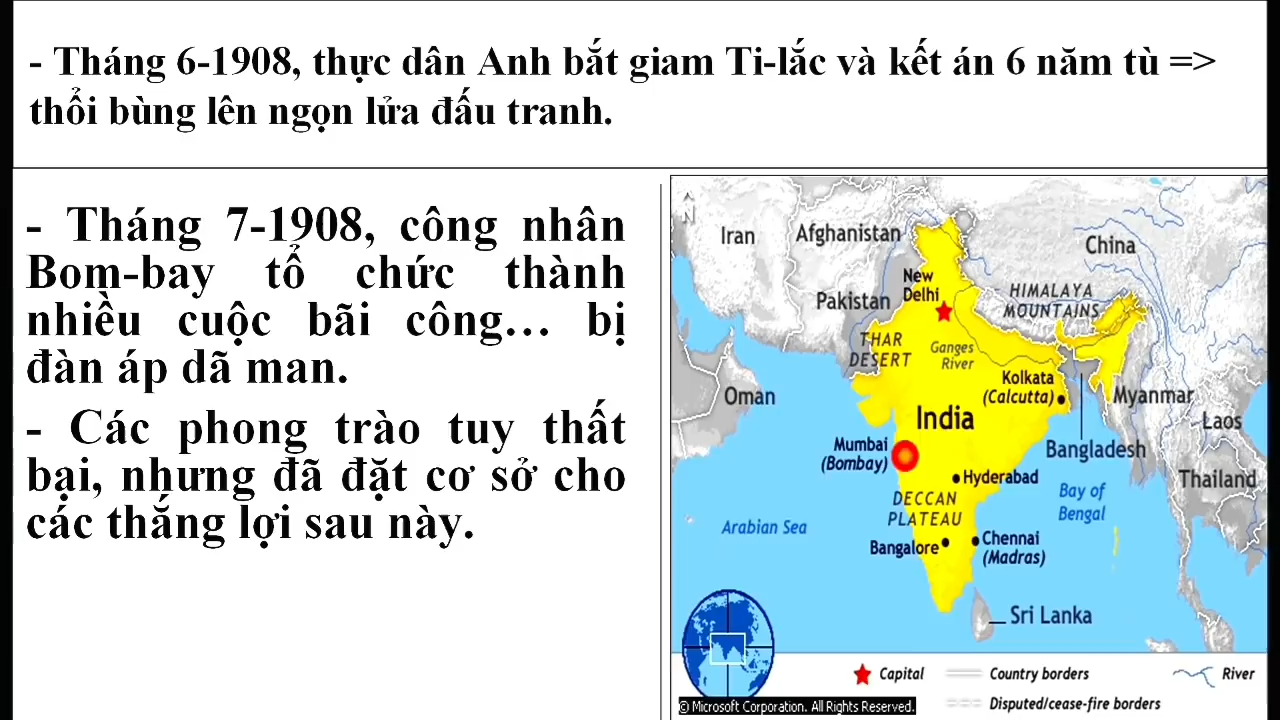 - Tháng 6-1908, thực dân Anh bắt giam Ti-lắc và kết án 6 năm tù =>
thổi bùng lên ngọn lửa đấu tranh.
- Tháng 7-1908, công nhân
Bom-bay tổ chức thành
nhiều cuộc bãi công... bị
đàn áp dã man.
- Các phong trào tuy thất
bại, nhưng đã đặt cơ sở cho
các thắng lợi sau này.
N
Iran
Afghanistan
China
New
Delhi
Pakistan
HIMALAYA
MOUNTAINS
THAR
DESERT
Ganges
River
Kolkata
(Calcutta)
Oman
Myanmar
India
Laos
Mumbai
(Bombay)
Bangladesh
Hyderabad
Thailand
DECCAN
PLATEAU
Bay of
Bengal
Arabian Sea
Bangalore
Chennai
(Madras)
Sri Lanka
Capital
Country borders
River
Disputed/cease-fire borders
© Microsoft Corporation. All Rights Reserved.